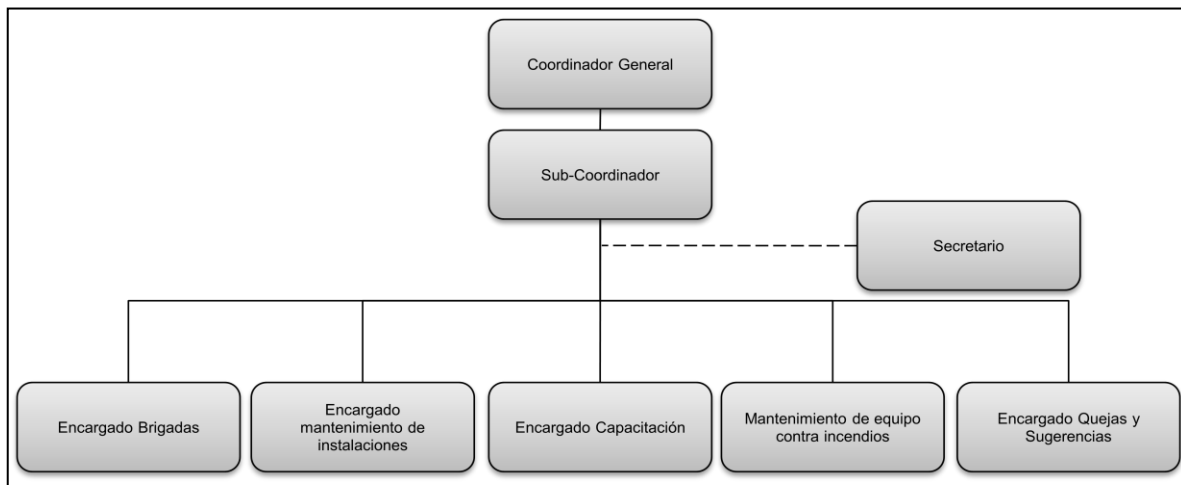 Coordinador General
Sub-Coordinador
Secretario
Encargado Brigadas
Encargado
mantenimiento de
instalaciones
Encargado Capacitación
Mantenimiento de equipo
contra incendios
Encargado Quejas y
Sugerencias